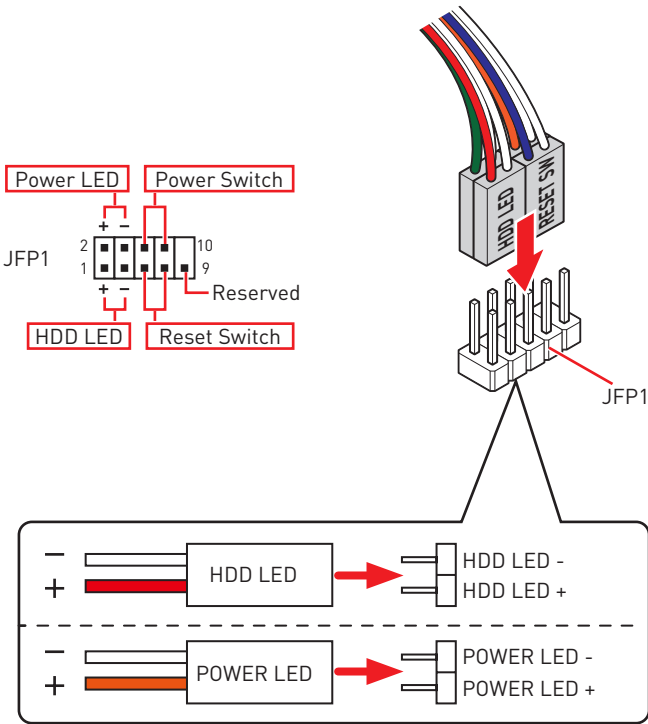 Power LED
Power Switch
+ −
2
10
JFP1
1
9
+ −
Reserved
HDD LED
Reset Switch
HDD LED
RESET SW
JFP1
−
+
HDD LED
HDD LED -
HDD LED +
−
+
POWER LED
POWER LED -
POWER LED +